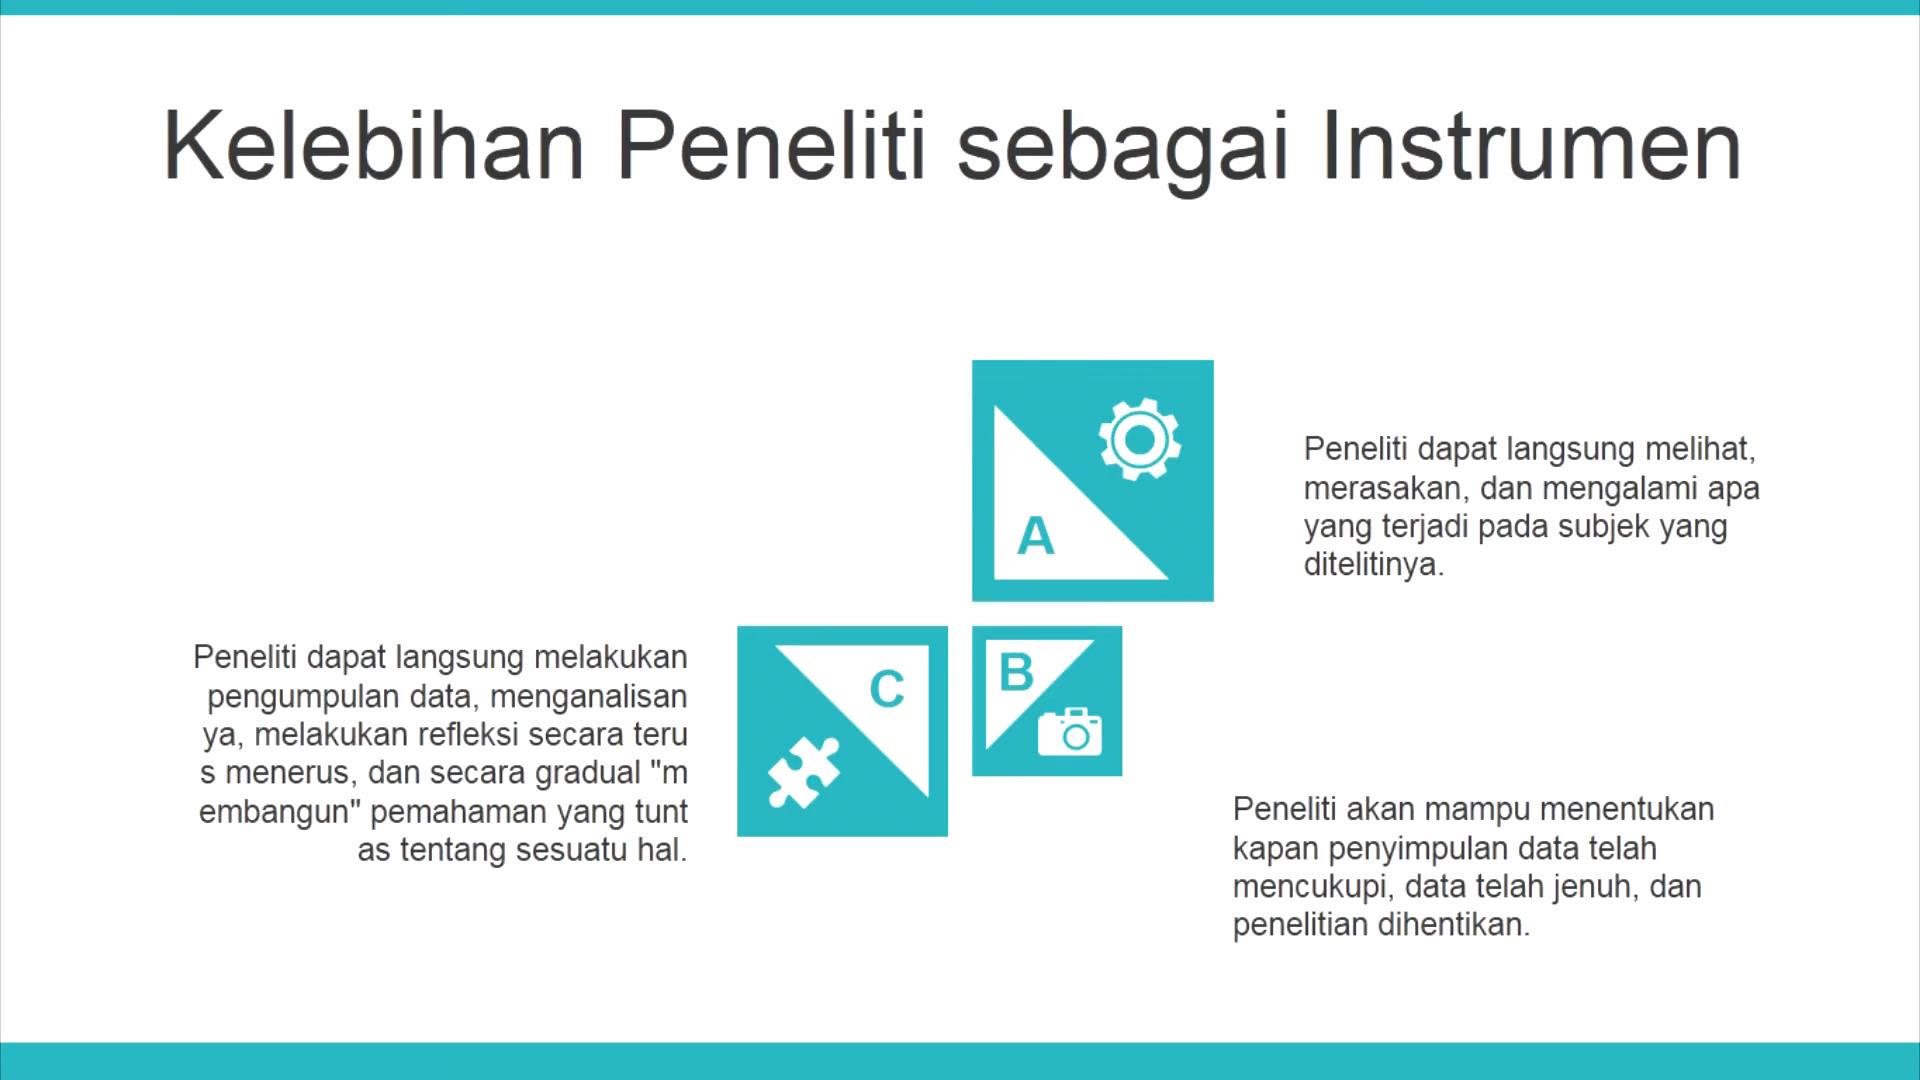 Kelebihan Peneliti sebagai Instrumen
A
Peneliti dapat langsung melihat,
merasakan, dan mengalami apa
yang terjadi pada subjek yang
ditelitinya.
B
Peneliti akan mampu menentukan
kapan penyimpulan data telah
mencukupi, data telah jenuh, dan
penelitian dihentikan.
C
Peneliti dapat langsung melakukan
pengumpulan data, menganalisan
ya, melakukan refleksi secara teru
s menerus, dan secara gradual "m
embangun" pemahaman yang tunt
as tentang sesuatu hal.